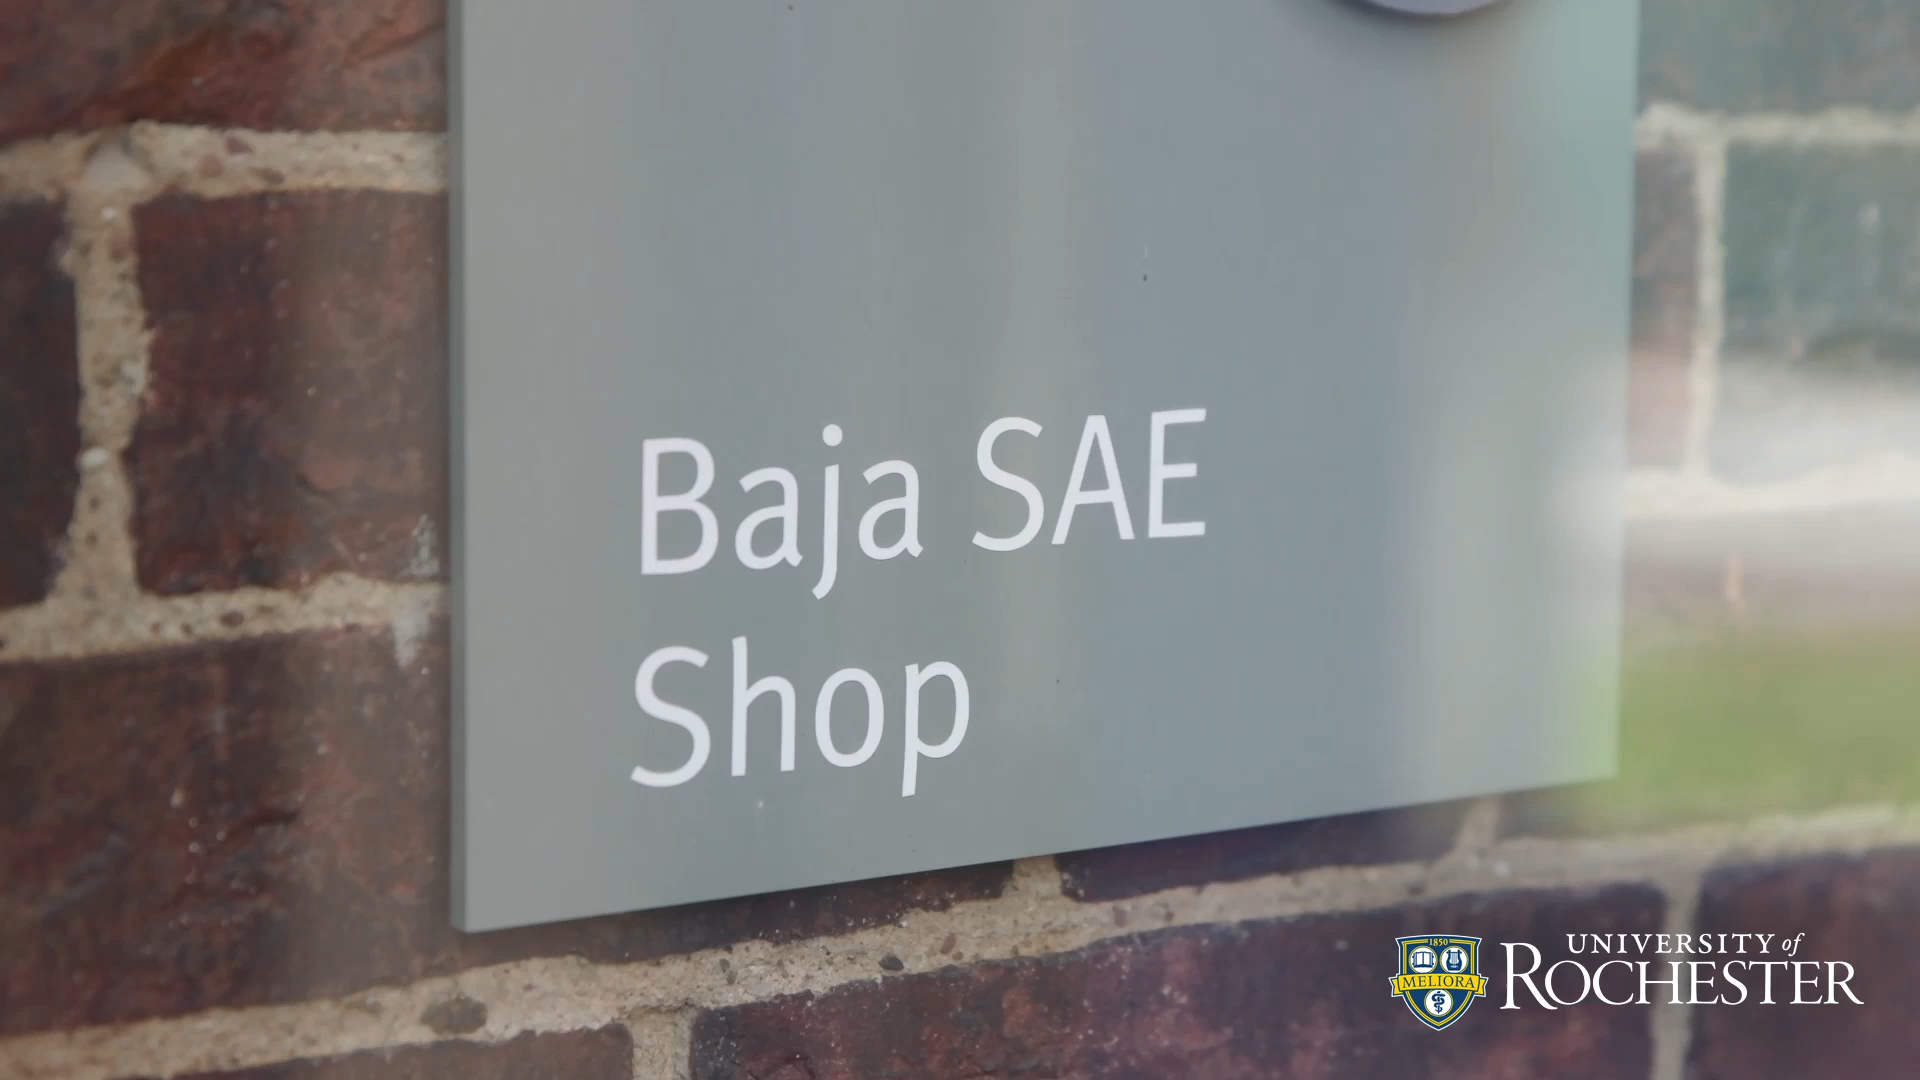 Baja SAE
Shop
1850
MELIORA
UNIVERSITY of
ROCHESTER